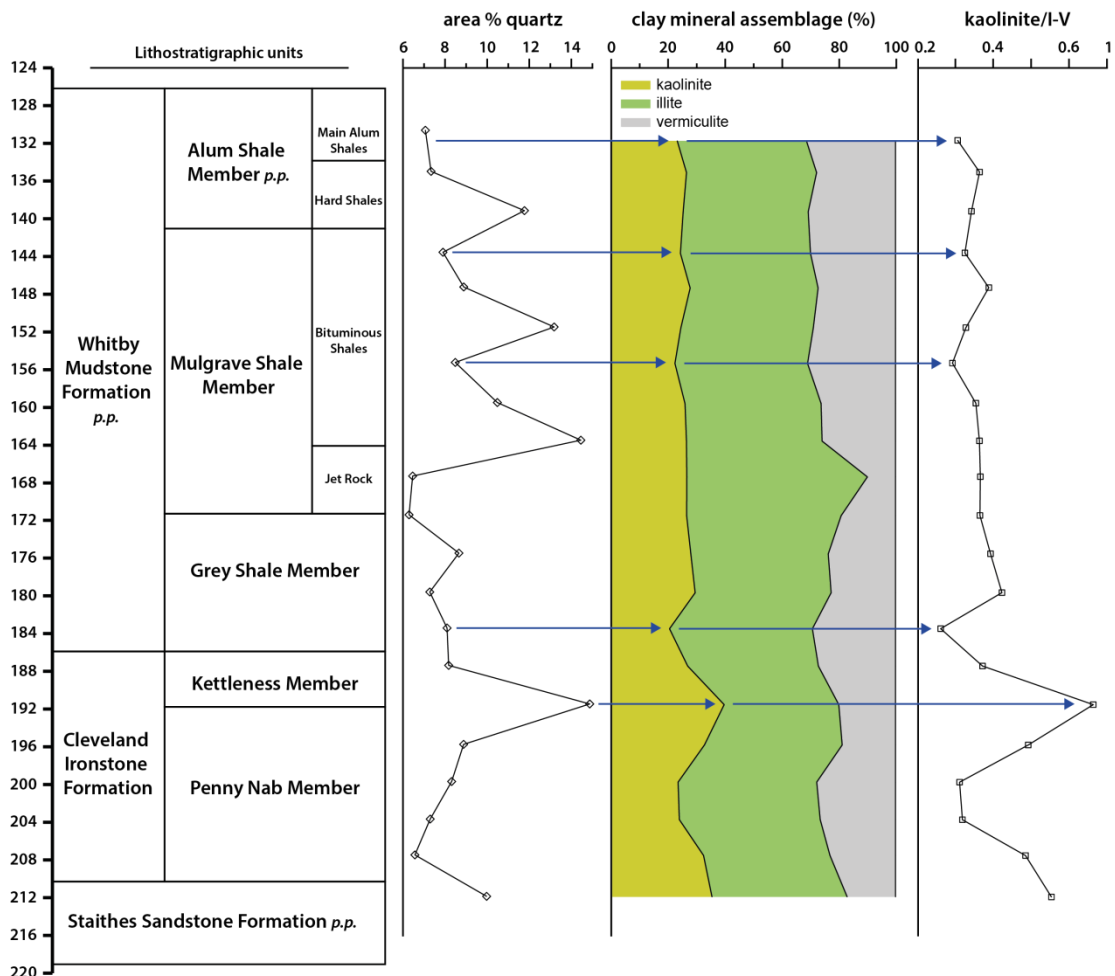 area % quartz
clay mineral assemblage (%)
kaolinite/I-V
Lithostratigraphic units
6 8 10 12 14
0 20 40 60 80 100
0.2 0.4 0.6 1
124
128
132
136
140
144
148
152
156
160
164
168
172
176
180
184
188
192
196
200
204
208
212
216
220
kaolinite
illite
vermiculite
Whitby
Mudstone
Formation
p.p.
Alum Shale
Member p.p.
Main Alum
Shales
Hard Shales
Mulgrave Shale
Member
Bituminous
Shales
Jet Rock
Grey Shale Member
Cleveland
Ironstone
Formation
Kettleness Member
Penny Nab Member
Staithes Sandstone Formation p.p.